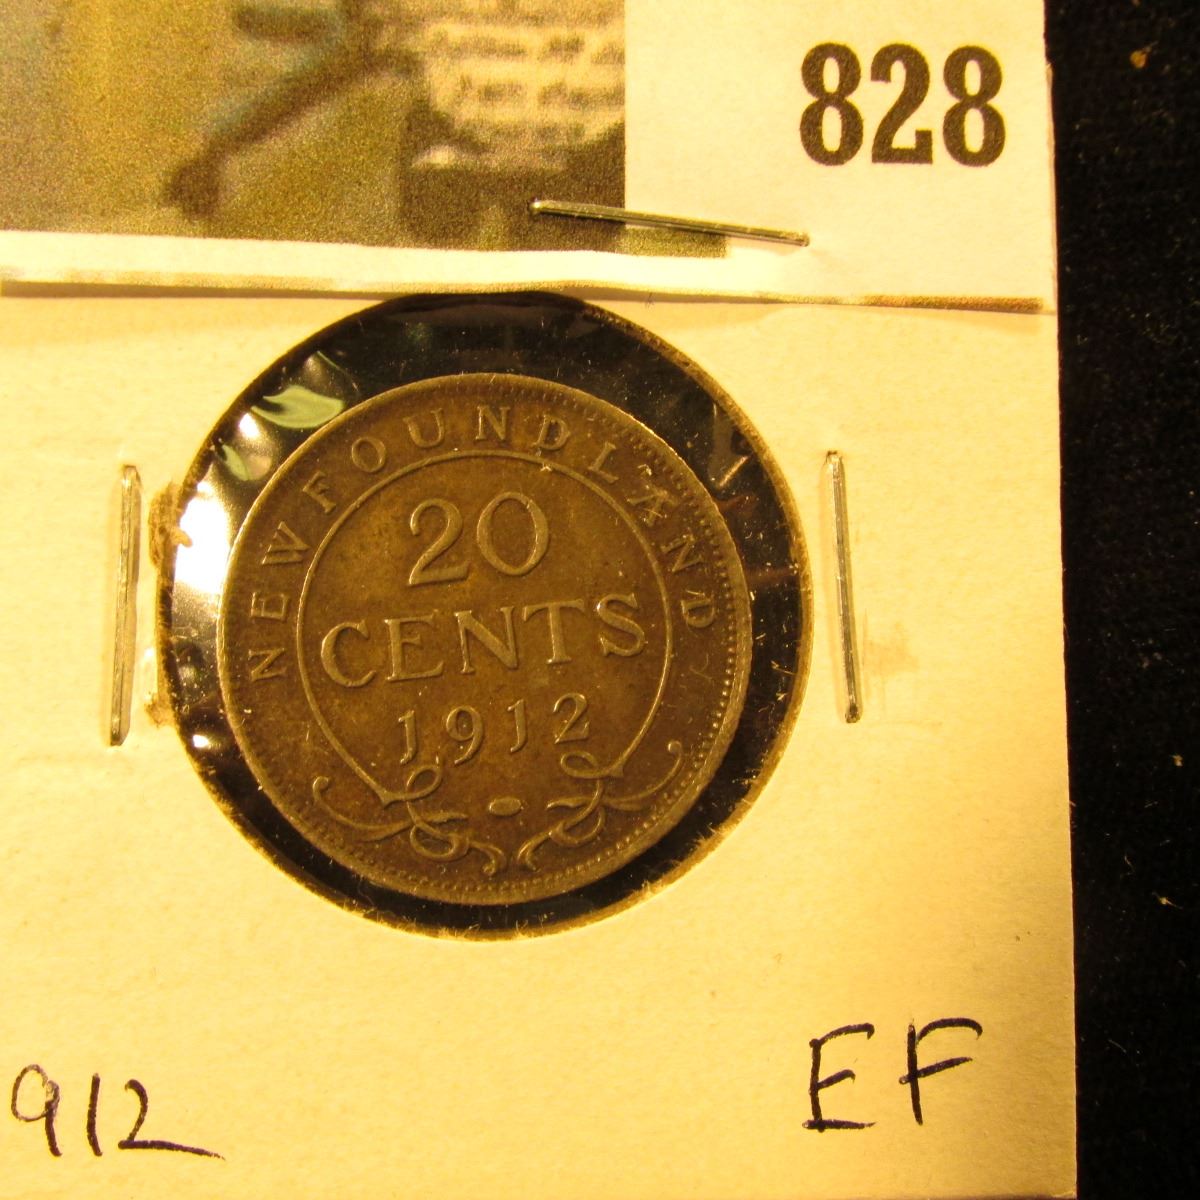 828
NEWFOUNDLAND
20
CENTS
1912
912
EF